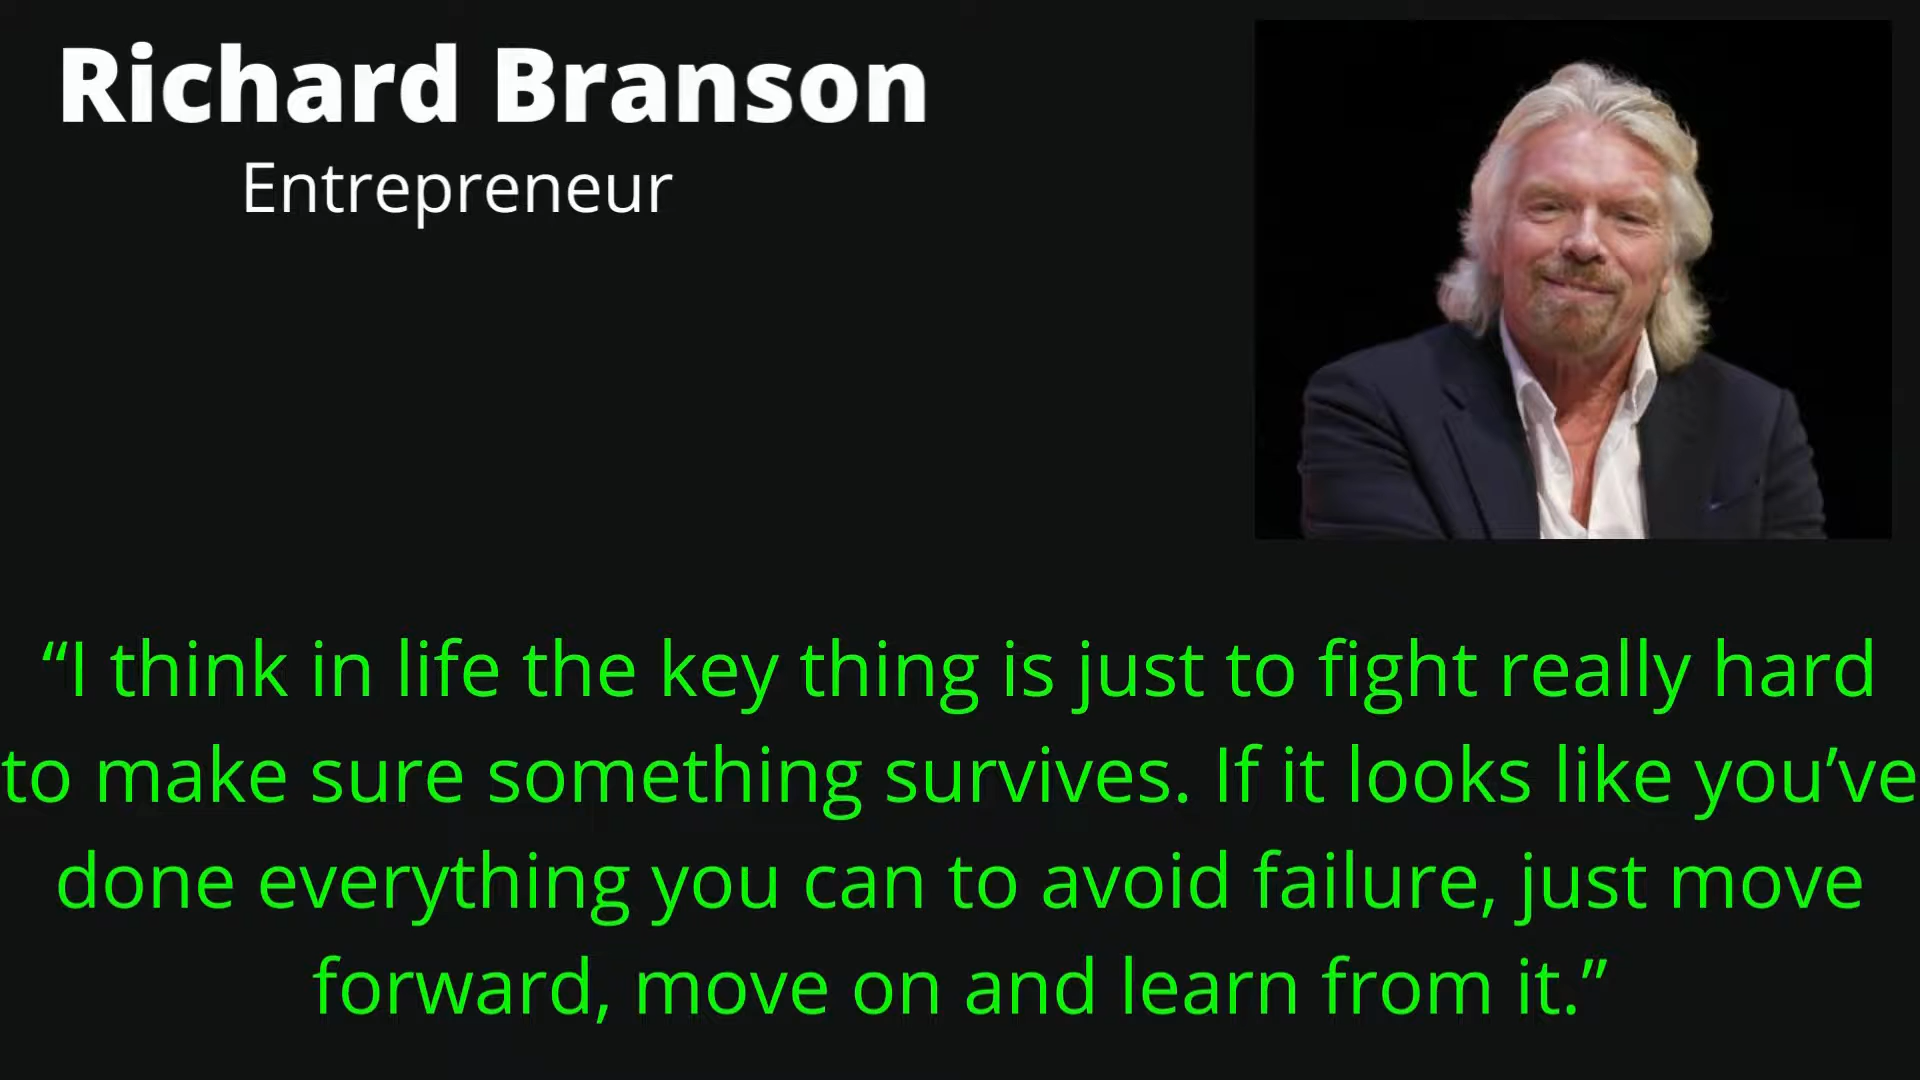 Richard Branson
Entrepreneur
“I think in life the key thing is just to fight really hard
to make sure something survives. If it looks like you’ve
done everything you can to avoid failure, just move
forward, move on and learn from it.”